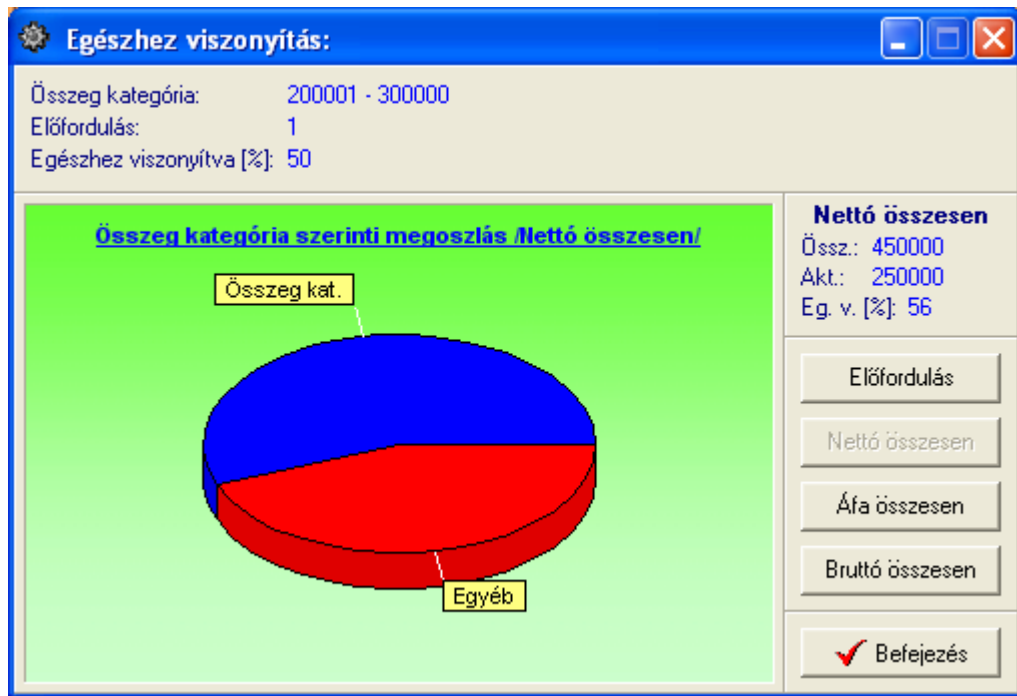 Egészhez viszonyítás:
Összeg kategória: 200001 - 300000
Előfordulás: 1
Egészhez viszonyítva [%]: 50
Összeg kategória szerinti megoszlás /Nettó összesen/
Összeg kat.
Egyéb
Nettó összesen
Össz.: 450000
Akt.: 250000
Eg. v. [%]: 56
Előfordulás
Nettó összesen
Áfa összesen
Bruttó összesen
Befejezés